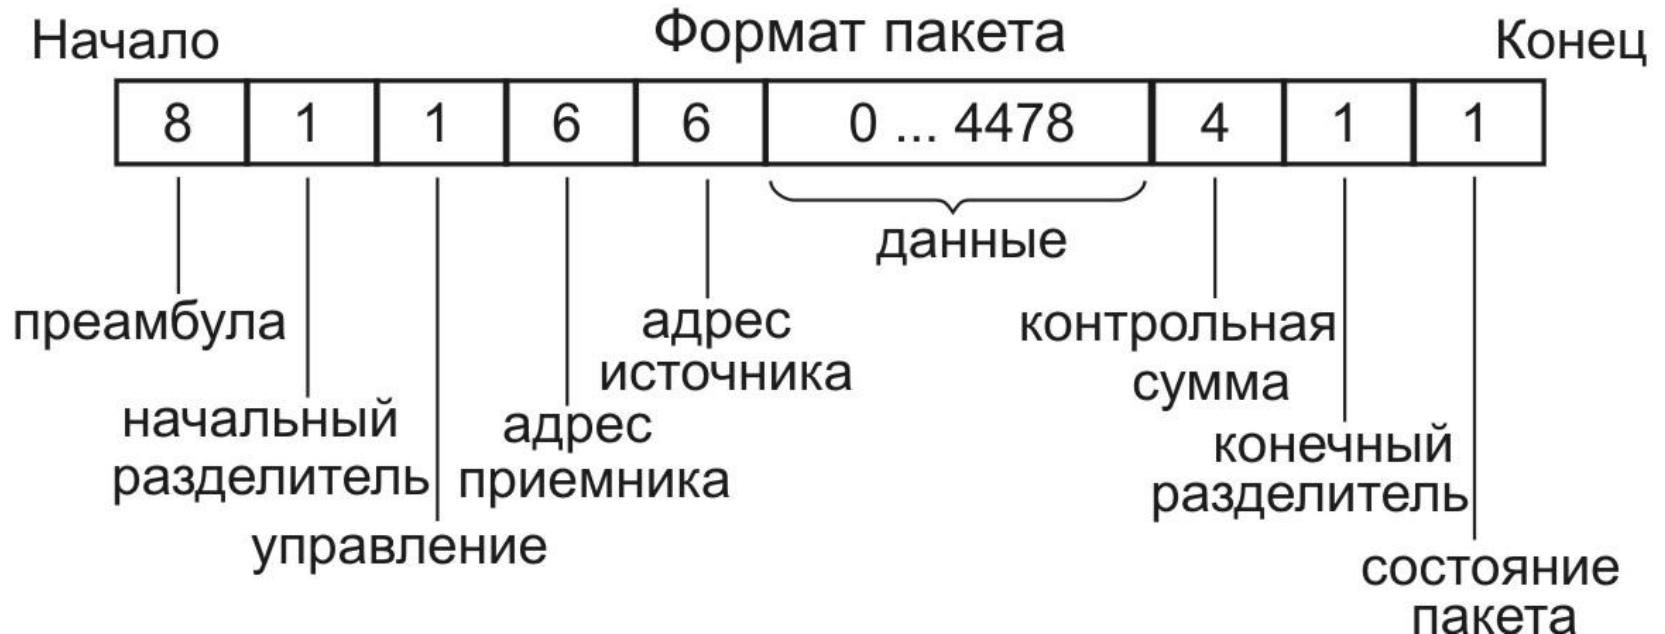 Начало
Формат пакета
Конец
8 1 1 6 6 0 ... 4478 4 1 1
данные
преамбула
начальный
разделитель
управление
адрес
приемника
адрес
источника
контрольная
сумма
конечный
разделитель
состояние
пакета